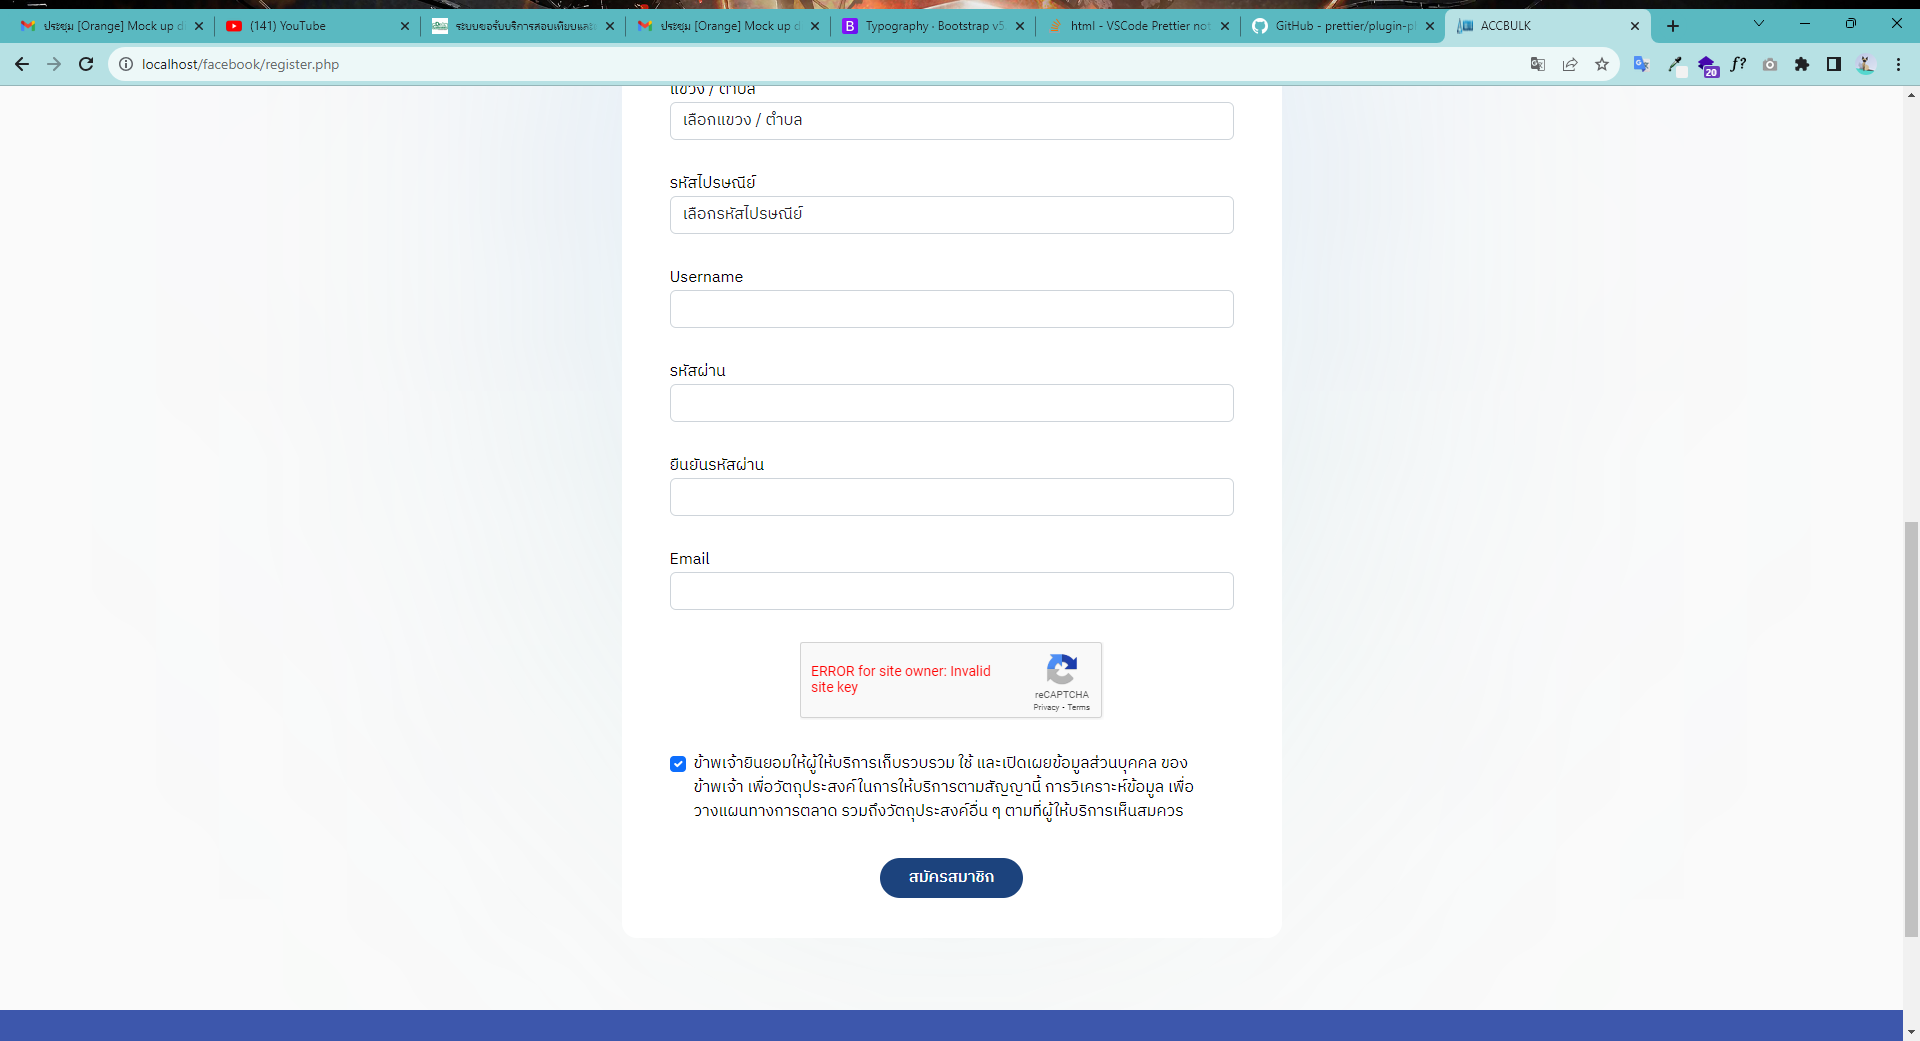 ประชุม [Orange] Mock up d
(141) YouTube
ระบบขอรับบริการสอบเทียบและ
ประชุม [Orange] Mock up d
Typography · Bootstrap v5.
html - VSCode Prettier not
GitHub - prettier/plugin-pl
ACCBULK
localhost/facebook/register.php
20
f?
แขวง / ตำบล
เลือกแขวง / ตำบล
รหัสไปรษณีย์
เลือกรหัสไปรษณีย์
Username
รหัสผ่าน
ยืนยันรหัสผ่าน
Email
ERROR for site owner: Invalid
site key
reCAPTCHA
Privacy - Terms
ข้าพเจ้ายินยอมให้ผู้ให้บริการเก็บรวบรวม ใช้ และเปิดเผยข้อมูลส่วนบุคคล ของ
ข้าพเจ้า เพื่อวัตถุประสงค์ในการให้บริการตามสัญญานี้ การวิเคราะห์ข้อมูล เพื่อ
วางแผนทางการตลาด รวมถึงวัตถุประสงค์อื่น ๆ ตามที่ผู้ให้บริการเห็นสมควร
สมัครสมาชิก